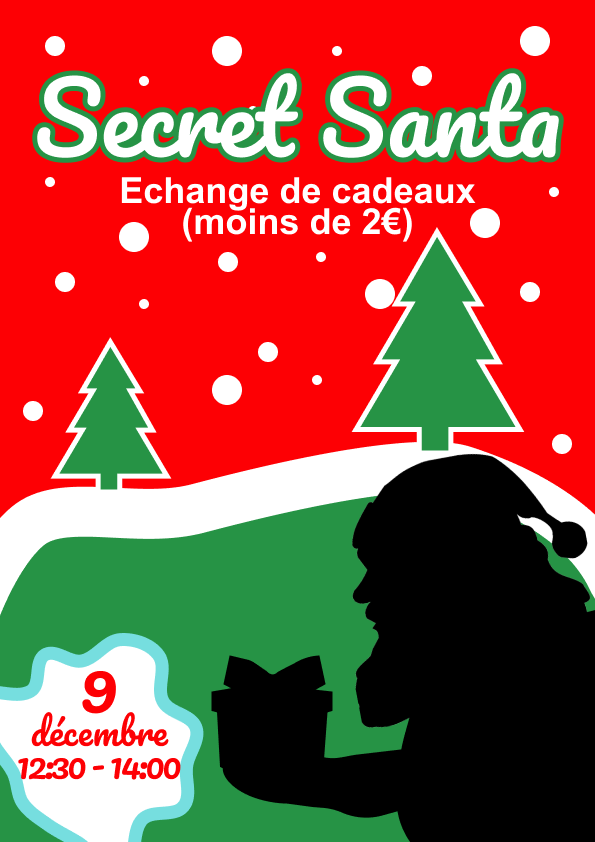 Secret Santa
Echange de cadeaux
(moins de 2€)
9
décembre
12:30 - 14:00